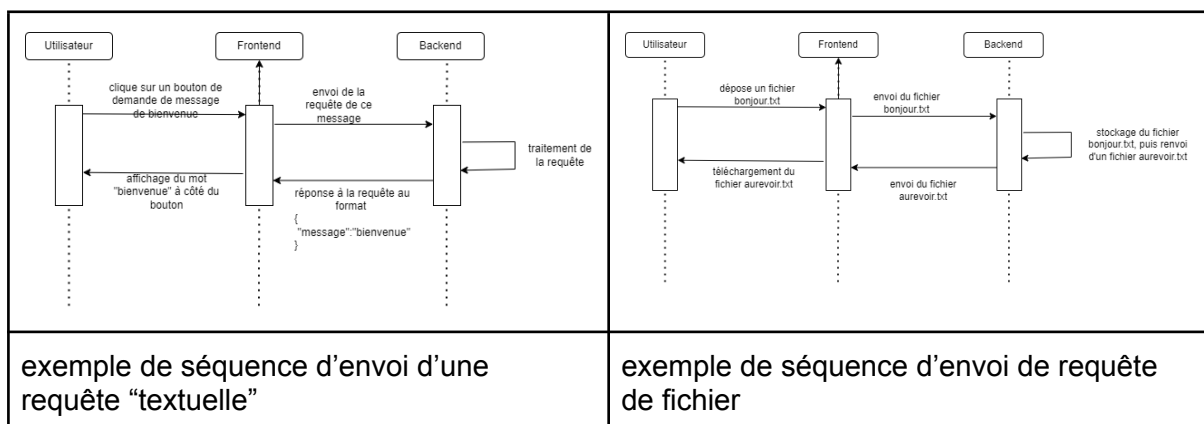 Utilisateur
Frontend
Backend
clique sur un bouton de
demande de message
de bienvenue
envoi de la
requête de ce
message
traitement de
la requête
affichage du mot
"bienvenue" à côté du
bouton
réponse à la requête au
format
{
"message":"bienvenue"
}
Utilisateur
Frontend
Backend
dépose un fichier
bonjour.txt
envoi du fichier
bonjour.txt
stockage du fichier
bonjour.txt, puis renvoi
d'un fichier aurevoir.txt
téléchargement du
fichier aurevoir.txt
envoi du fichier
aurevoir.txt
exemple de séquence d’envoi d’une
requête “textuelle”
exemple de séquence d’envoi de requête
de fichier